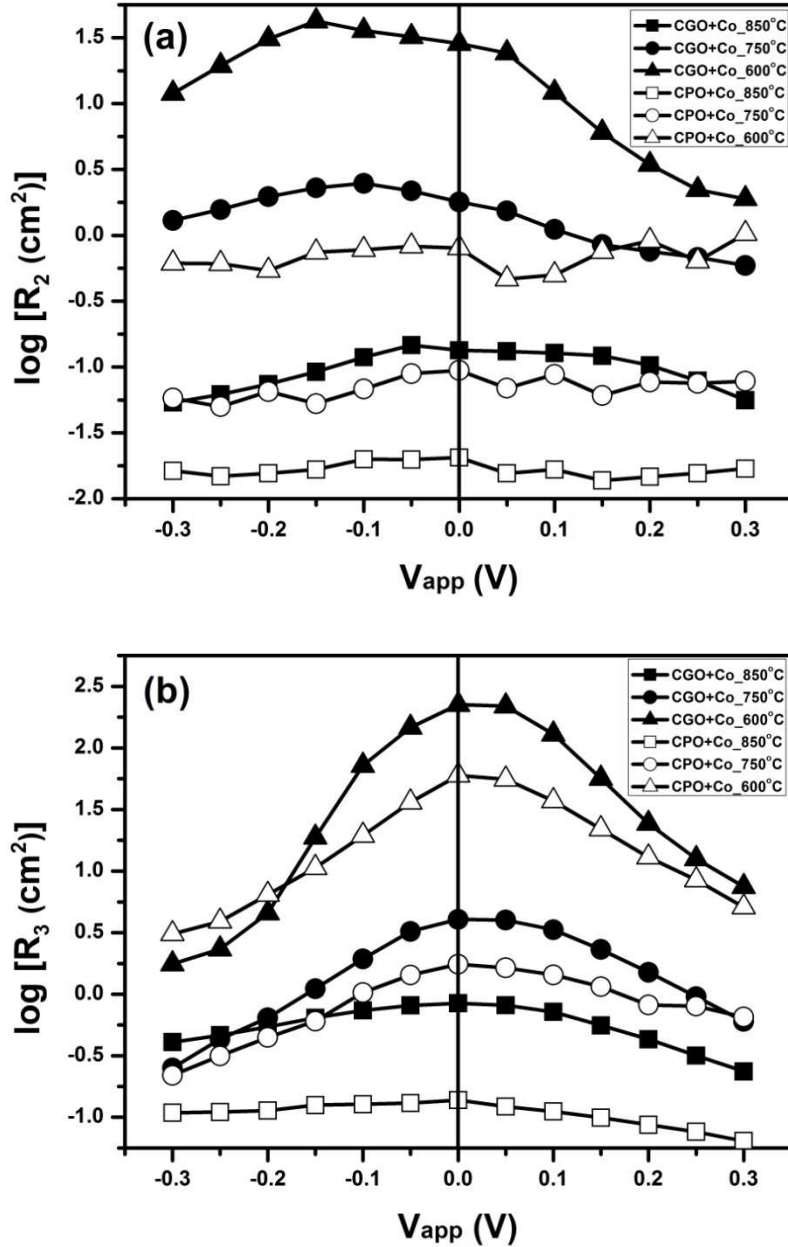 (a)
CGO+Co_850°C
CGO+Co_750°C
CGO+Co_600°C
CPO+Co_850°C
CPO+Co_750°C
CPO+Co_600°C
1.5
1.0
0.5
0.0
-0.5
-1.0
-1.5
-2.0
log [R₂ (cm²)]
-0.3 -0.2 -0.1 0.0 0.1 0.2 0.3
Vapp (V)
(b)
CGO+Co_850°C
CGO+Co_750°C
CGO+Co_600°C
CPO+Co_850°C
CPO+Co_750°C
CPO+Co_600°C
2.5
2.0
1.5
1.0
0.5
0.0
-0.5
-1.0
log [R₃ (cm²)]
-0.3 -0.2 -0.1 0.0 0.1 0.2 0.3
Vapp (V)